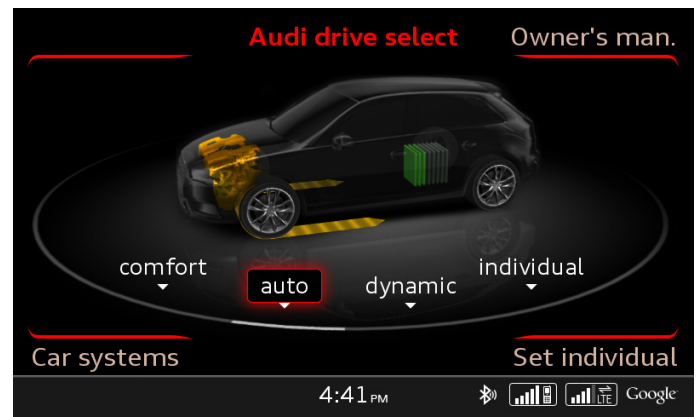 Audi drive select
Owner's man.
comfort
auto
dynamic
individual
Car systems
Set individual
4:41 PM
LTE
Google